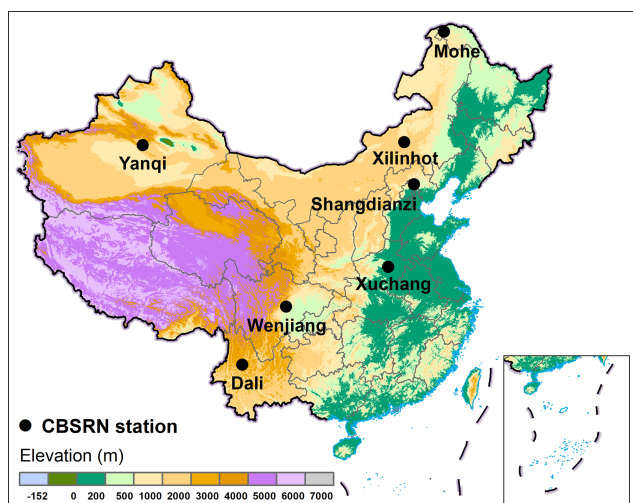 Mohe
Xilinhot
Yanqi
Shangdianzi
Xuchang
Wenjiang
Dali
CBSRN station
Elevation (m)
-152 0 200 500 1000 2000 3000 4000 5000 6000 7000